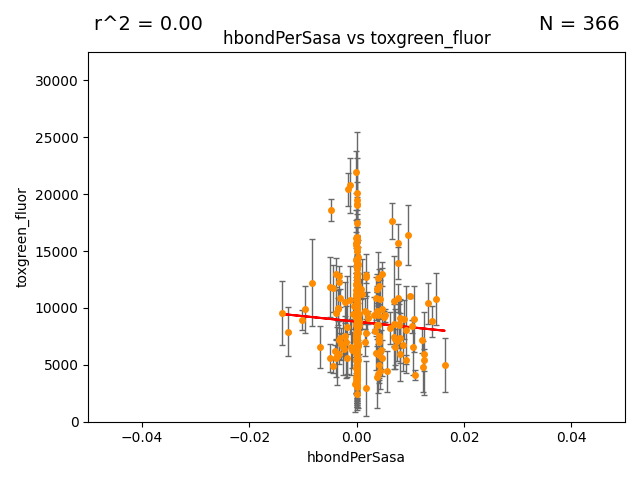 r^2 = 0.00
N = 366
hbondPerSasa vs toxgreen_fluor
30000
25000
20000
15000
10000
5000
0
toxgreen_fluor
−0.04
−0.02
0.00
0.02
0.04
hbondPerSasa